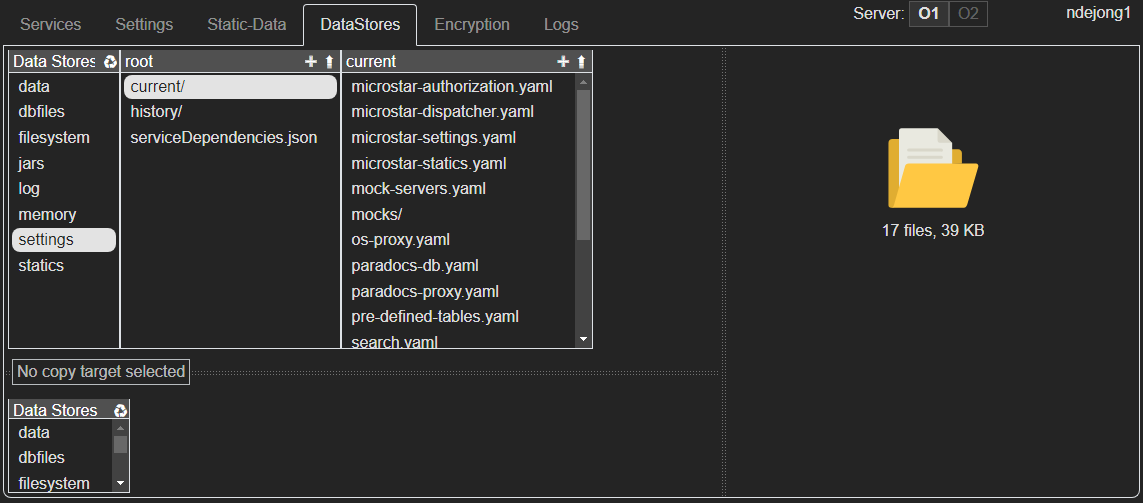 Services Settings Static-Data DataStores Encryption Logs Server: O1 O2 ndejong1
Data Stores
data
dbfiles
filesystem
jars
log
memory
settings
statics
root
current/
history/
serviceDependencies.json
current
microstar-authorization.yaml
microstar-dispatcher.yaml
microstar-settings.yaml
microstar-statics.yaml
mock-servers.yaml
mocks/
os-proxy.yaml
paradocs-db.yaml
paradocs-proxy.yaml
pre-defined-tables.yaml
search.yaml
17 files, 39 KB
No copy target selected
Data Stores
data
dbfiles
filesystem